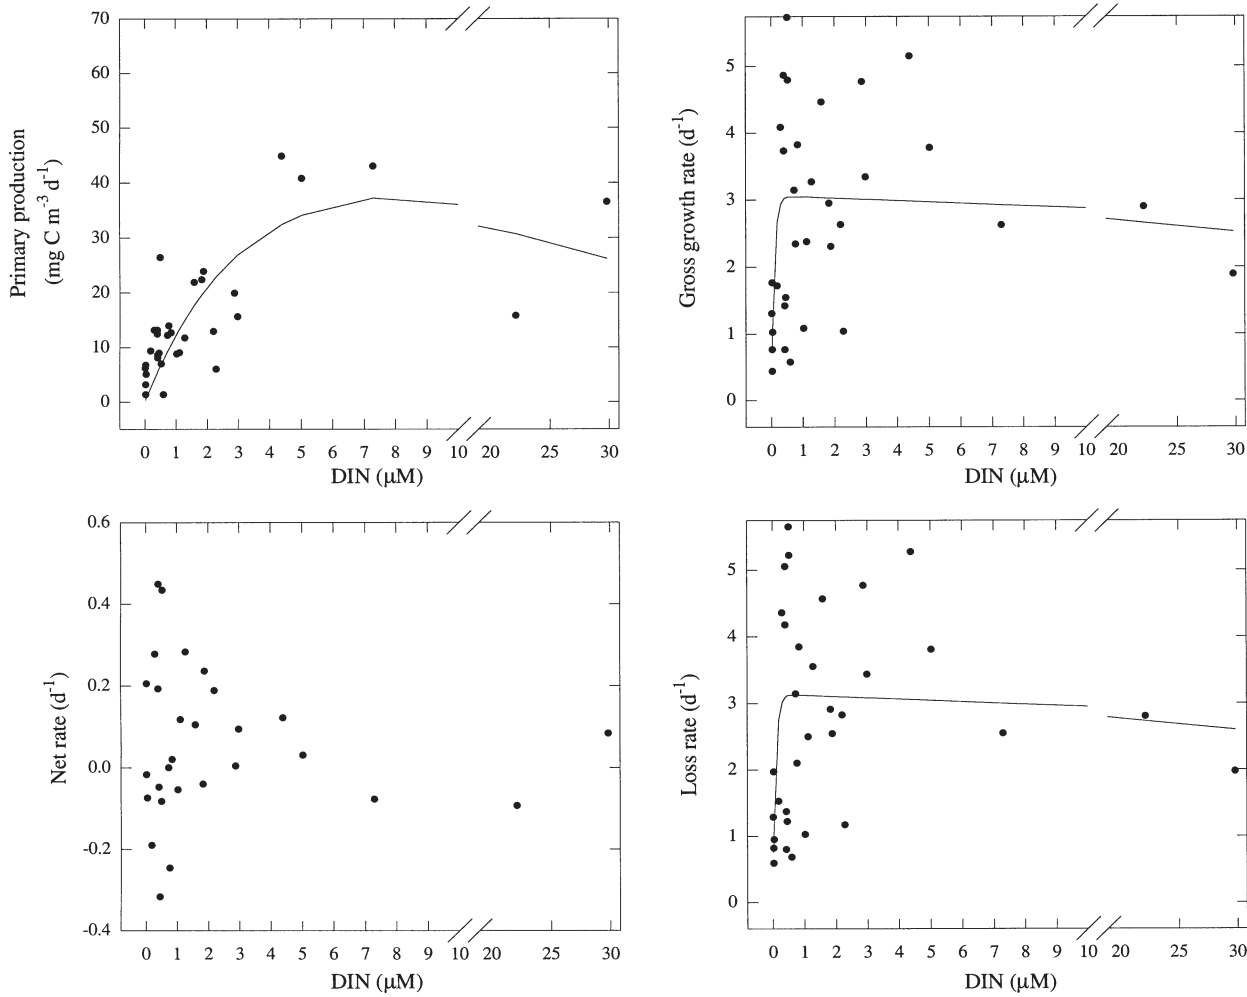 70
60
50
40
30
20
10
0
Primary production
(mg C m⁻³ d⁻¹)
0 1 2 3 4 5 6 7 8 9 10 20 25 30
DIN (μM)
5
4
3
2
1
0
Gross growth rate (d⁻¹)
0 1 2 3 4 5 6 7 8 9 10 20 25 30
DIN (μM)
0.6
0.4
0.2
0.0
-0.2
-0.4
Net rate (d⁻¹)
0 1 2 3 4 5 6 7 8 9 10 20 25 30
DIN (μM)
5
4
3
2
1
0
Loss rate (d⁻¹)
0 1 2 3 4 5 6 7 8 9 10 20 25 30
DIN (μM)